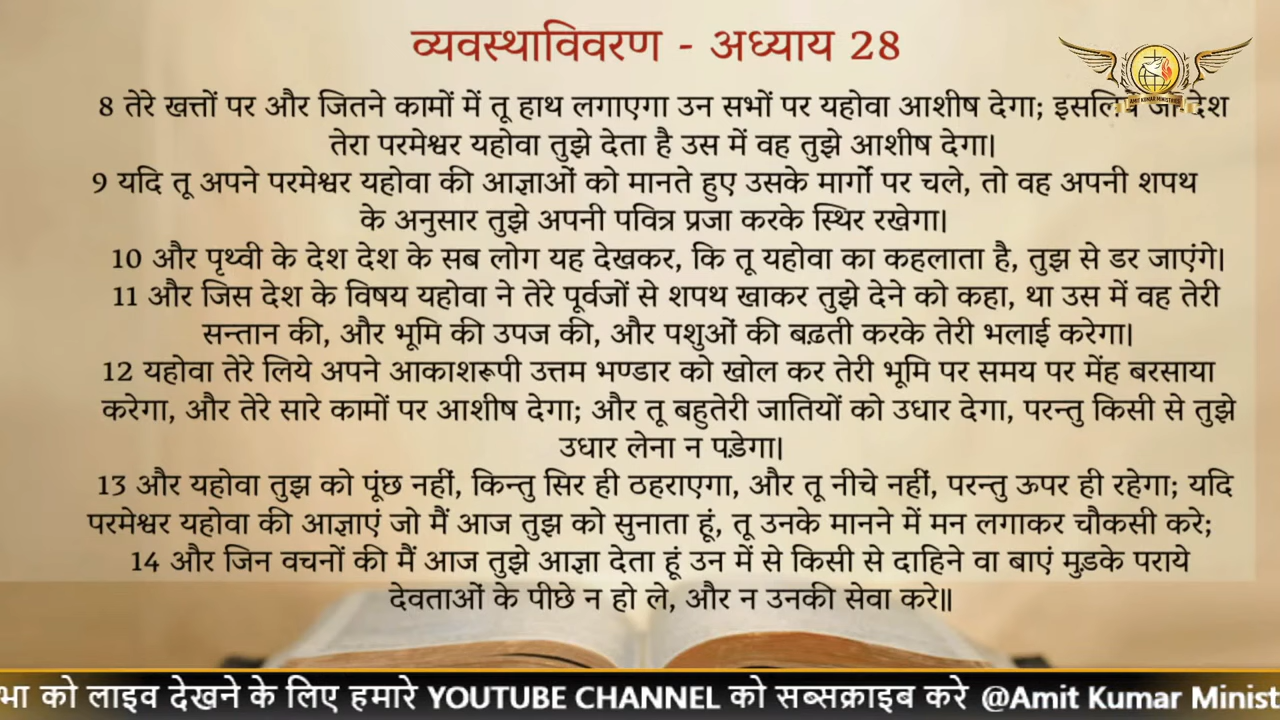 व्यवस्थाविवरण - अध्याय 28
AMIT KUMAR MINISTRIES
8 तेरे खत्तों पर और जितने कामों में तू हाथ लगाएगा उन सभों पर यहोवा आशीष देगा; इसलिये जो देश
तेरा परमेश्वर यहोवा तुझे देता है उस में वह तुझे आशीष देगा।
9 यदि तू अपने परमेश्वर यहोवा की आज्ञाओं को मानते हुए उसके मार्गों पर चले, तो वह अपनी शपथ
के अनुसार तुझे अपनी पवित्र प्रजा करके स्थिर रखेगा।
10 और पृथ्वी के देश देश के सब लोग यह देखकर, कि तू यहोवा का कहलाता है, तुझ से डर जाएंगे।
11 और जिस देश के विषय यहोवा ने तेरे पूर्वजों से शपथ खाकर तुझे देने को कहा, था उस में वह तेरी
सन्तान की, और भूमि की उपज की, और पशुओं की बढ़ती करके तेरी भलाई करेगा।
12 यहोवा तेरे लिये अपने आकाशरूपी उत्तम भण्डार को खोल कर तेरी भूमि पर समय पर मेंह बरसाया
करेगा, और तेरे सारे कामों पर आशीष देगा; और तू बहुतेरी जातियों को उधार देगा, परन्तु किसी से तुझे
उधार लेना न पड़ेगा।
13 और यहोवा तुझ को पूंछ नहीं, किन्तु सिर ही ठहराएगा, और तू नीचे नहीं, परन्तु ऊपर ही रहेगा; यदि
परमेश्वर यहोवा की आज्ञाएं जो मैं आज तुझ को सुनाता हूं, तू उनके मानने में मन लगाकर चौकसी करे;
14 और जिन वचनों की मैं आज तुझे आज्ञा देता हूं उन में से किसी से दाहिने वा बाएं मुड़के पराये
देवताओं के पीछे न हो ले, और न उनकी सेवा करे॥
भा को लाइव देखने के लिए हमारे YOUTUBE CHANNEL को सब्सक्राइब करे @Amit Kumar Minist